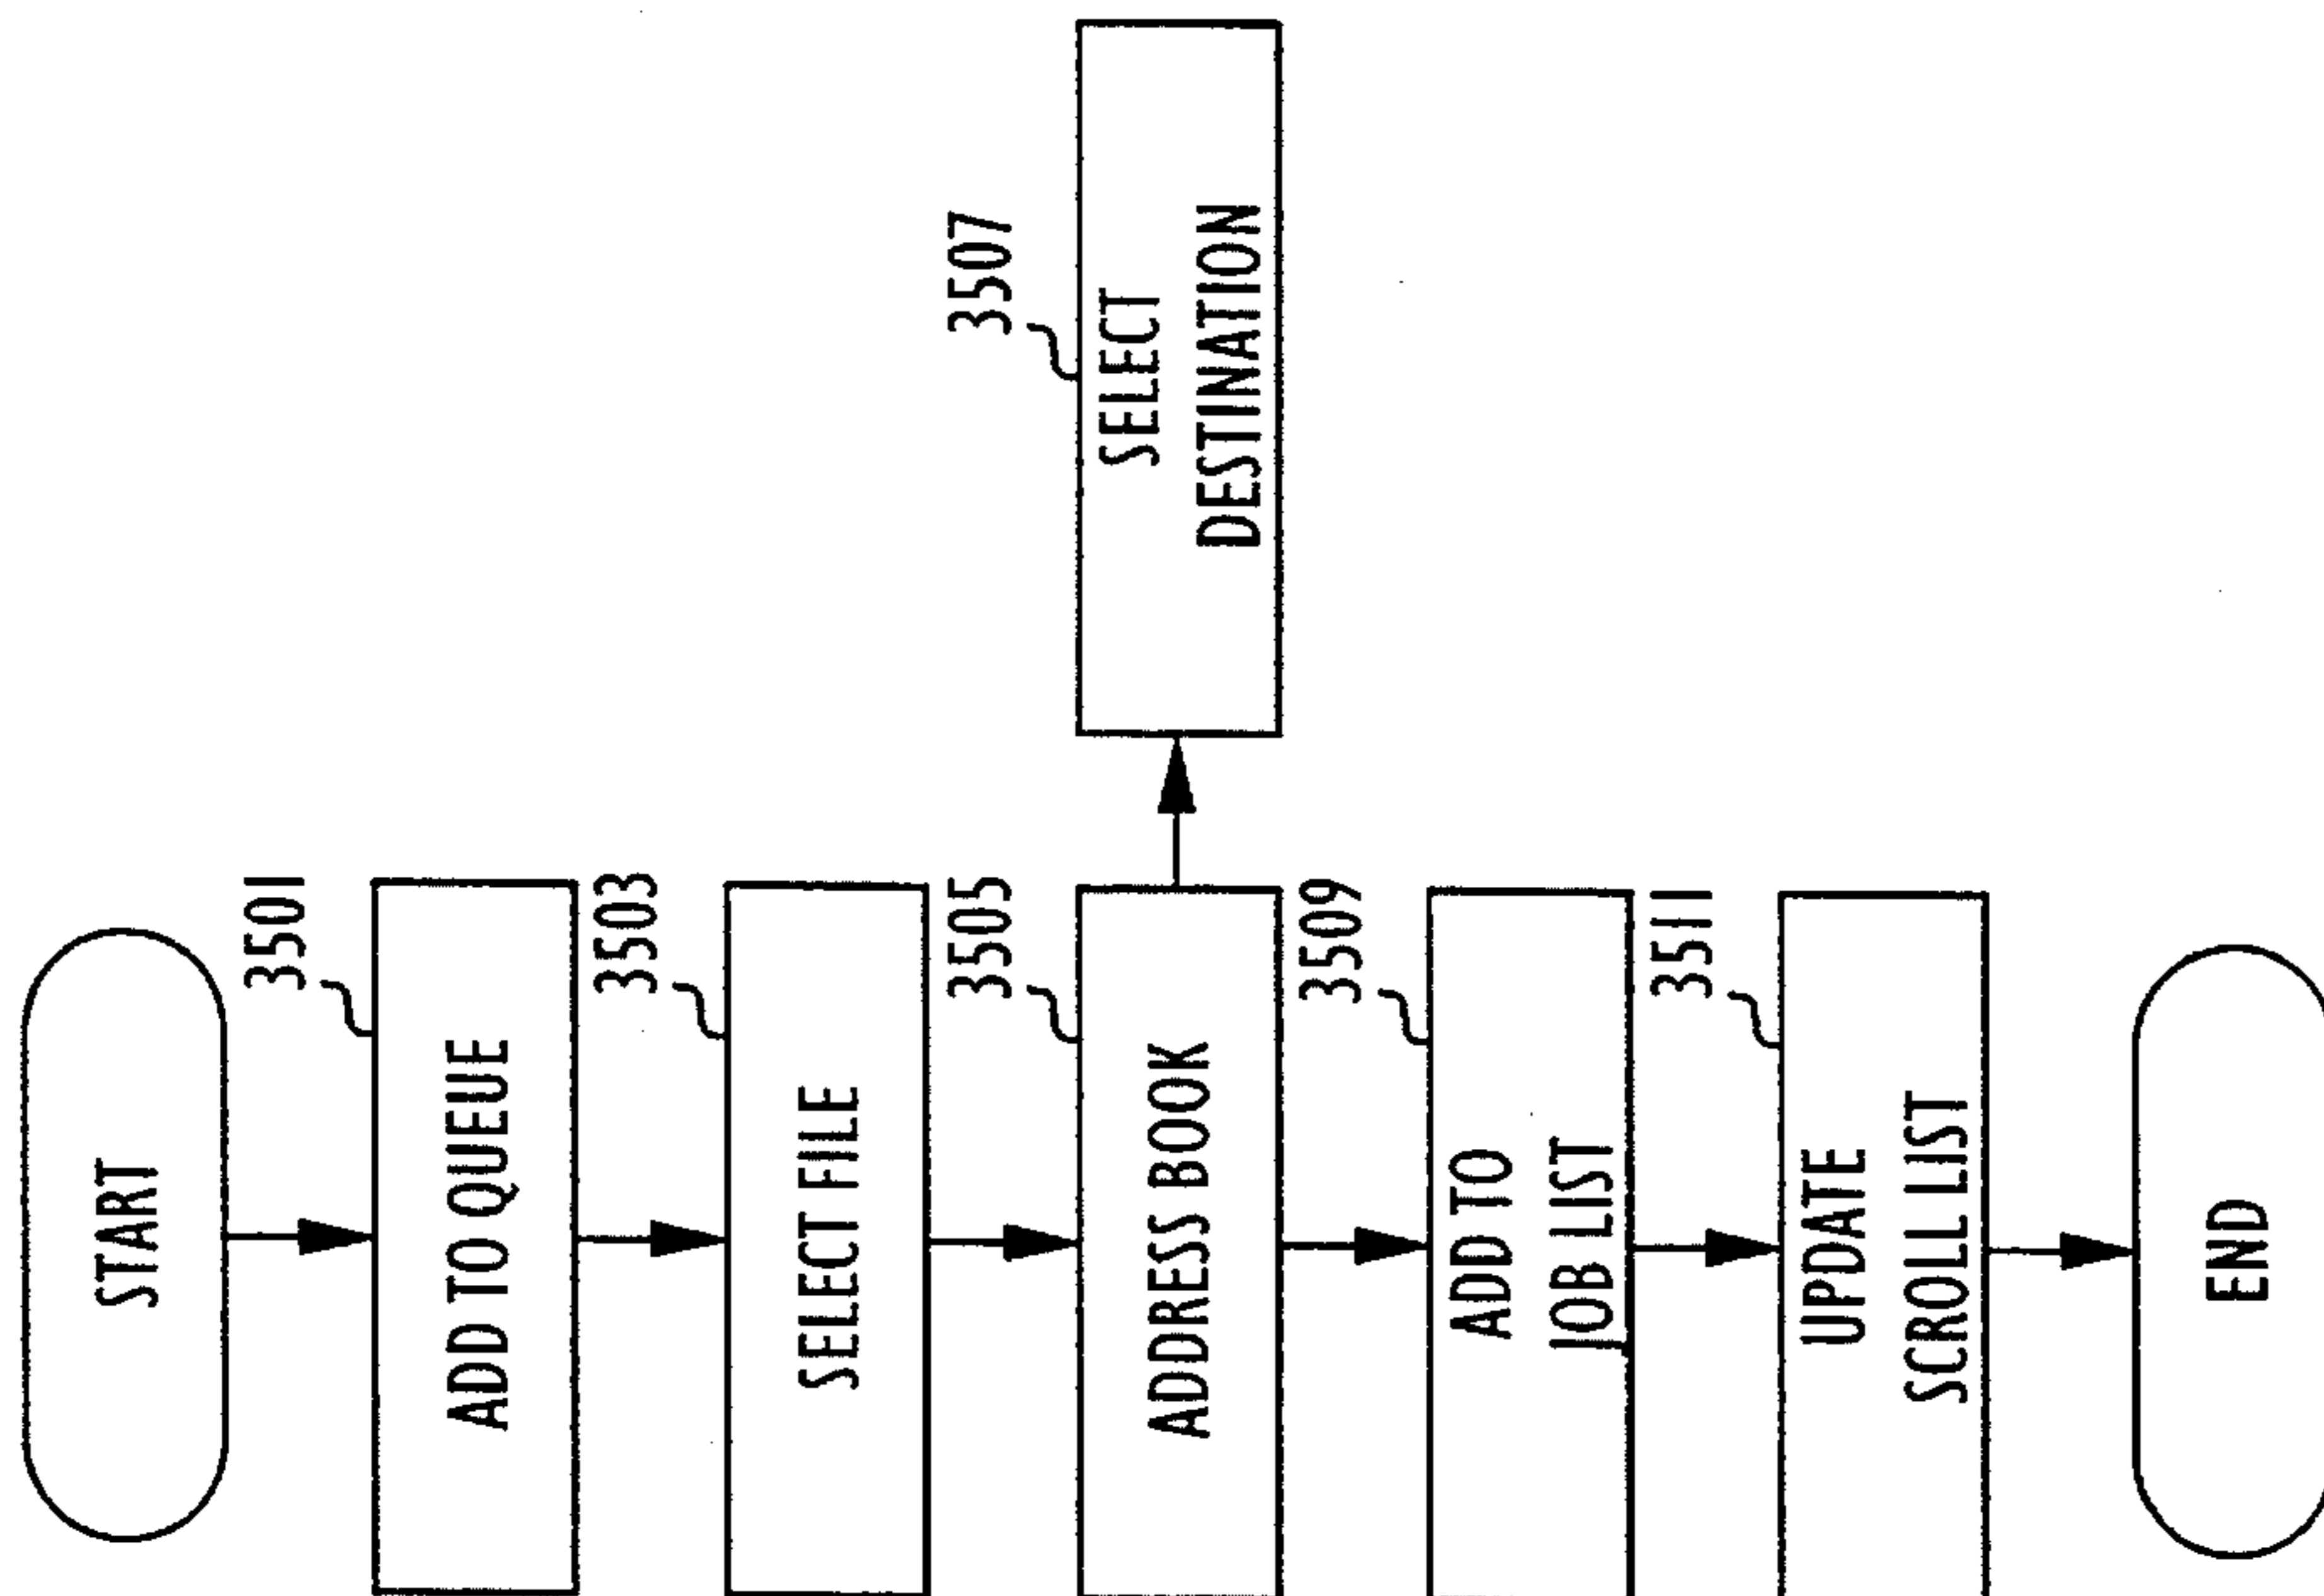 START
3501
ADD TO QUEUE
3503
SELECT FILE
3505
ADDRESS BOOK
3507
SELECT
DESTINATION
3509
ADD TO
JOB LIST
3511
UPDATE
SCROLL LIST
END